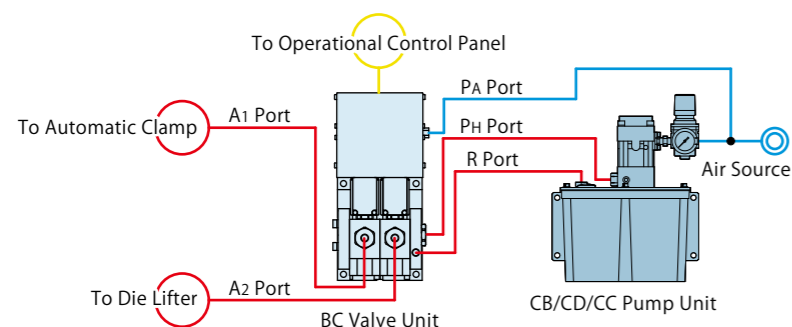 To Operational Control Panel
PA Port
A1 Port
PH Port
To Automatic Clamp
R Port
Air Source
A2 Port
To Die Lifter
CB/CD/CC Pump Unit
BC Valve Unit